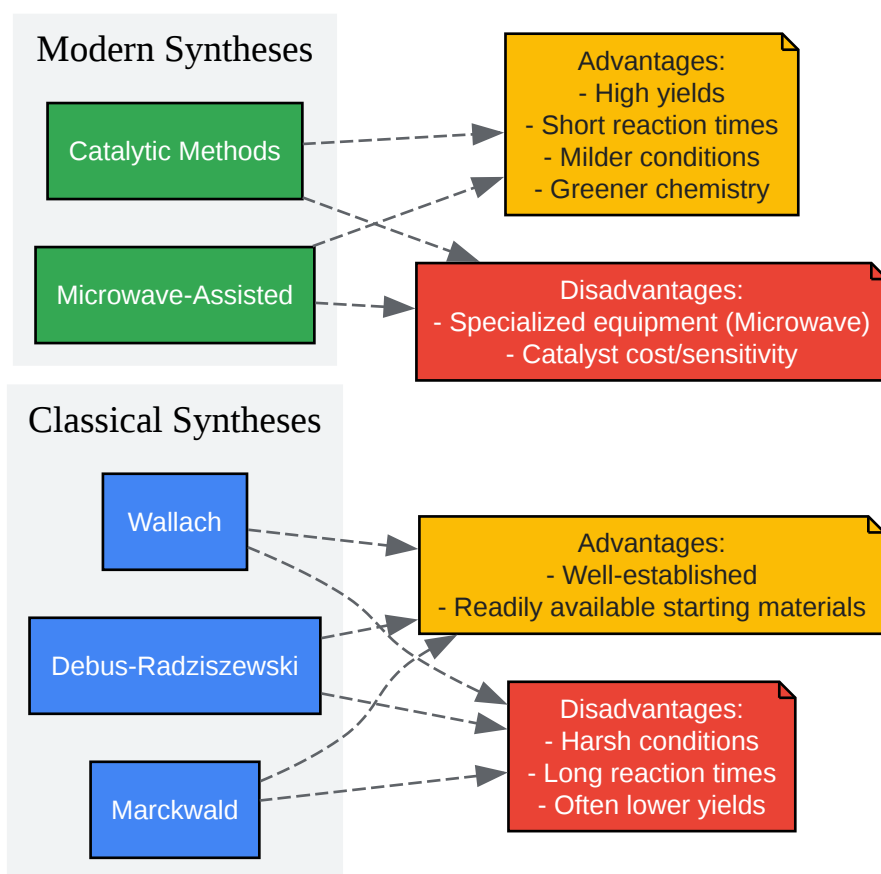 Modern Syntheses
Catalytic Methods
Microwave-Assisted
Advantages:
- High yields
- Short reaction times
- Milder conditions
- Greener chemistry
Disadvantages:
- Specialized equipment (Microwave)
- Catalyst cost/sensitivity
Classical Syntheses
Wallach
Debus-Radziszewski
Marckwald
Advantages:
- Well-established
- Readily available starting materials
Disadvantages:
- Harsh conditions
- Long reaction times
- Often lower yields